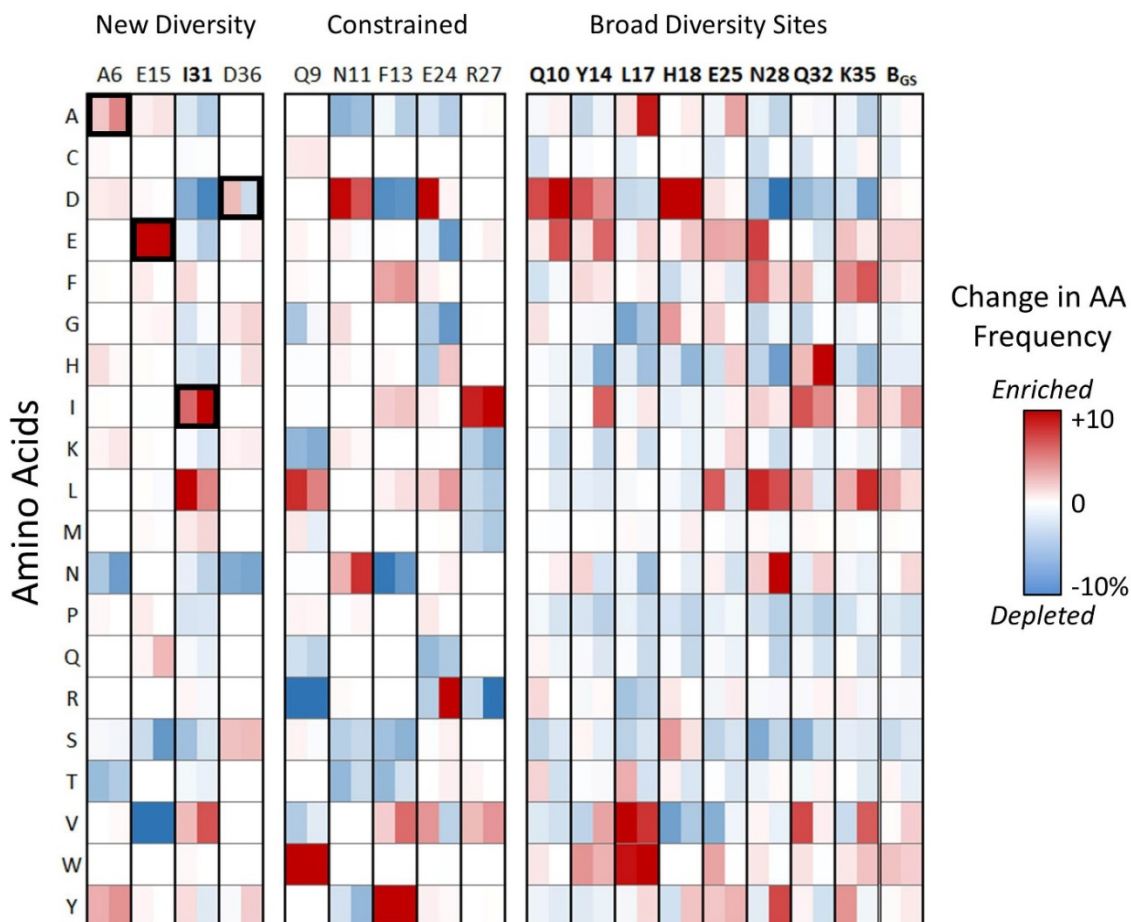 New Diversity Constrained Broad Diversity Sites
A6 E15 I31 D36 Q9 N11 F13 E24 R27 Q10 Y14 L17 H18 E25 N28 Q32 K35 BGS
A
C
D
E
F
G
H
I
K
L
M
N
P
Q
R
S
T
V
W
Y
Amino Acids
Change in AA
Frequency
Enriched
+10
0
-10%
Depleted